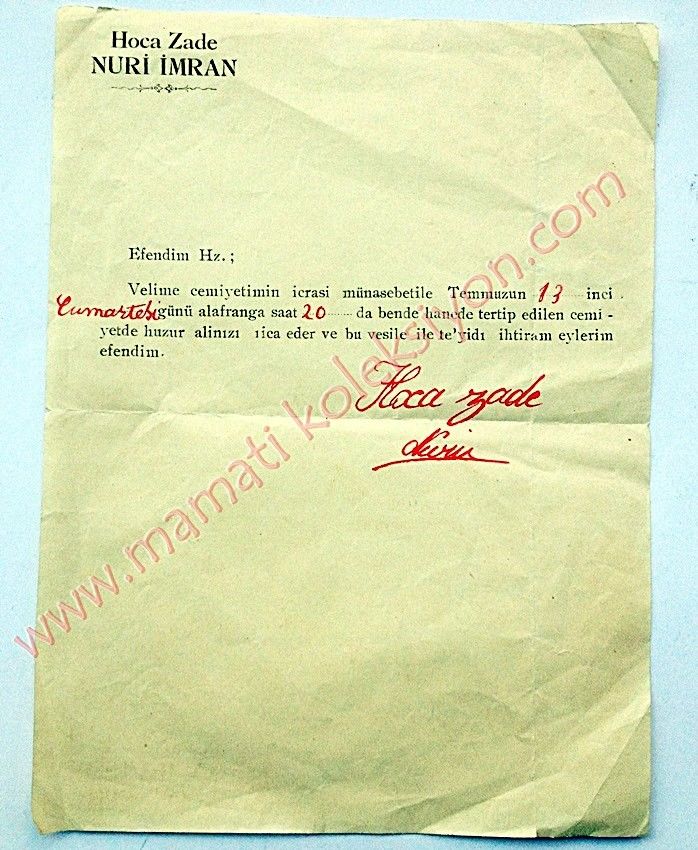 Hoca Zade
NURİ İMRAN
Efendim Hz. ;
Velime cemiyetimin icrasi münasebetile Temmuzun 13 inci
Cumartesi günü alafranga saat 20 da bende hanede tertip edilen cemi-
yetde huzur alinızı rica eder ve bu vesile ile te'yidı ihtiram eylerim
efendim.
Hoca zade
www.mamati koleksiyon.com